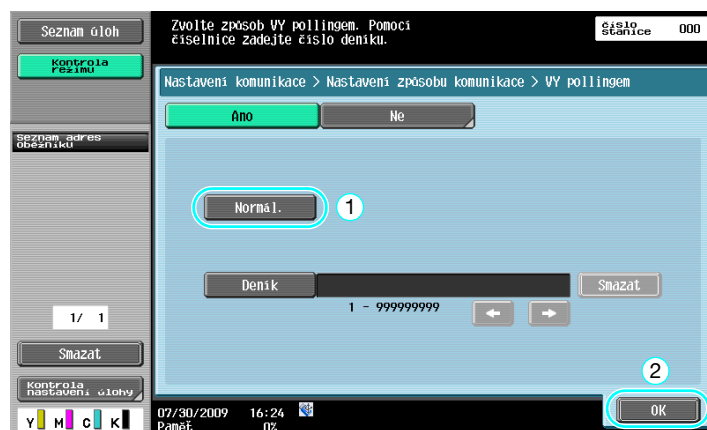 Seznam úloh
Kontrola režimu
Seznam adres oběžníků
1/ 1
Smazat
Kontrola nastavení úlohy
Y M C K
Zvolte způsob VY pollingem. Pomocí
číselnice zadejte číslo deníku.
číslo stanice 000
Nastavení komunikace > Nastavení způsobu komunikace > VY pollingem
Ano Ne
Normál. 1
Deník Smazat
1 - 999999999
2
OK
07/30/2009 16:24
Paměť 0%